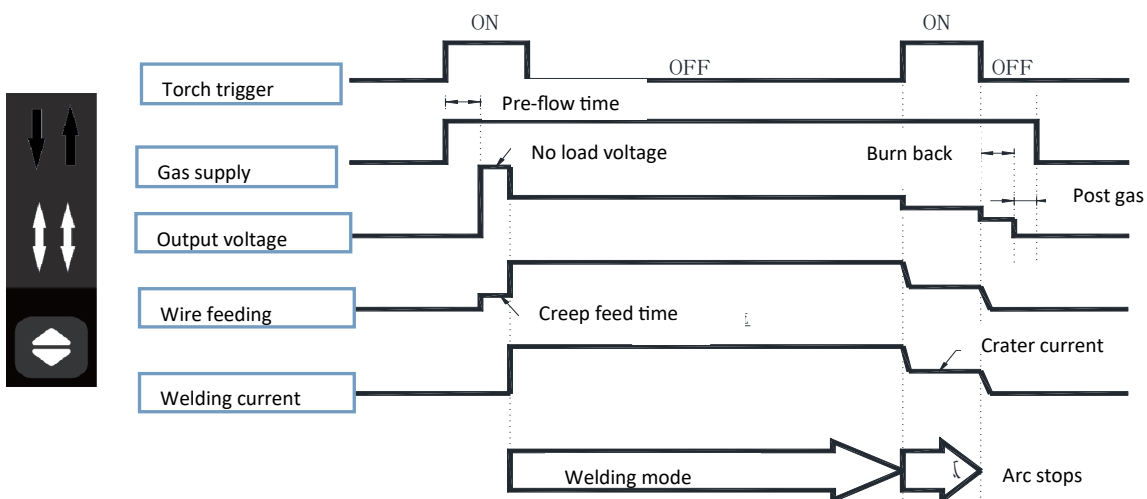 ON
ON
OFF
OFF
Torch trigger
Pre-flow time
No load voltage
Burn back
Gas supply
Post gas
Output voltage
Wire feeding
Creep feed time
Crater current
Welding current
Welding mode
Arc stops